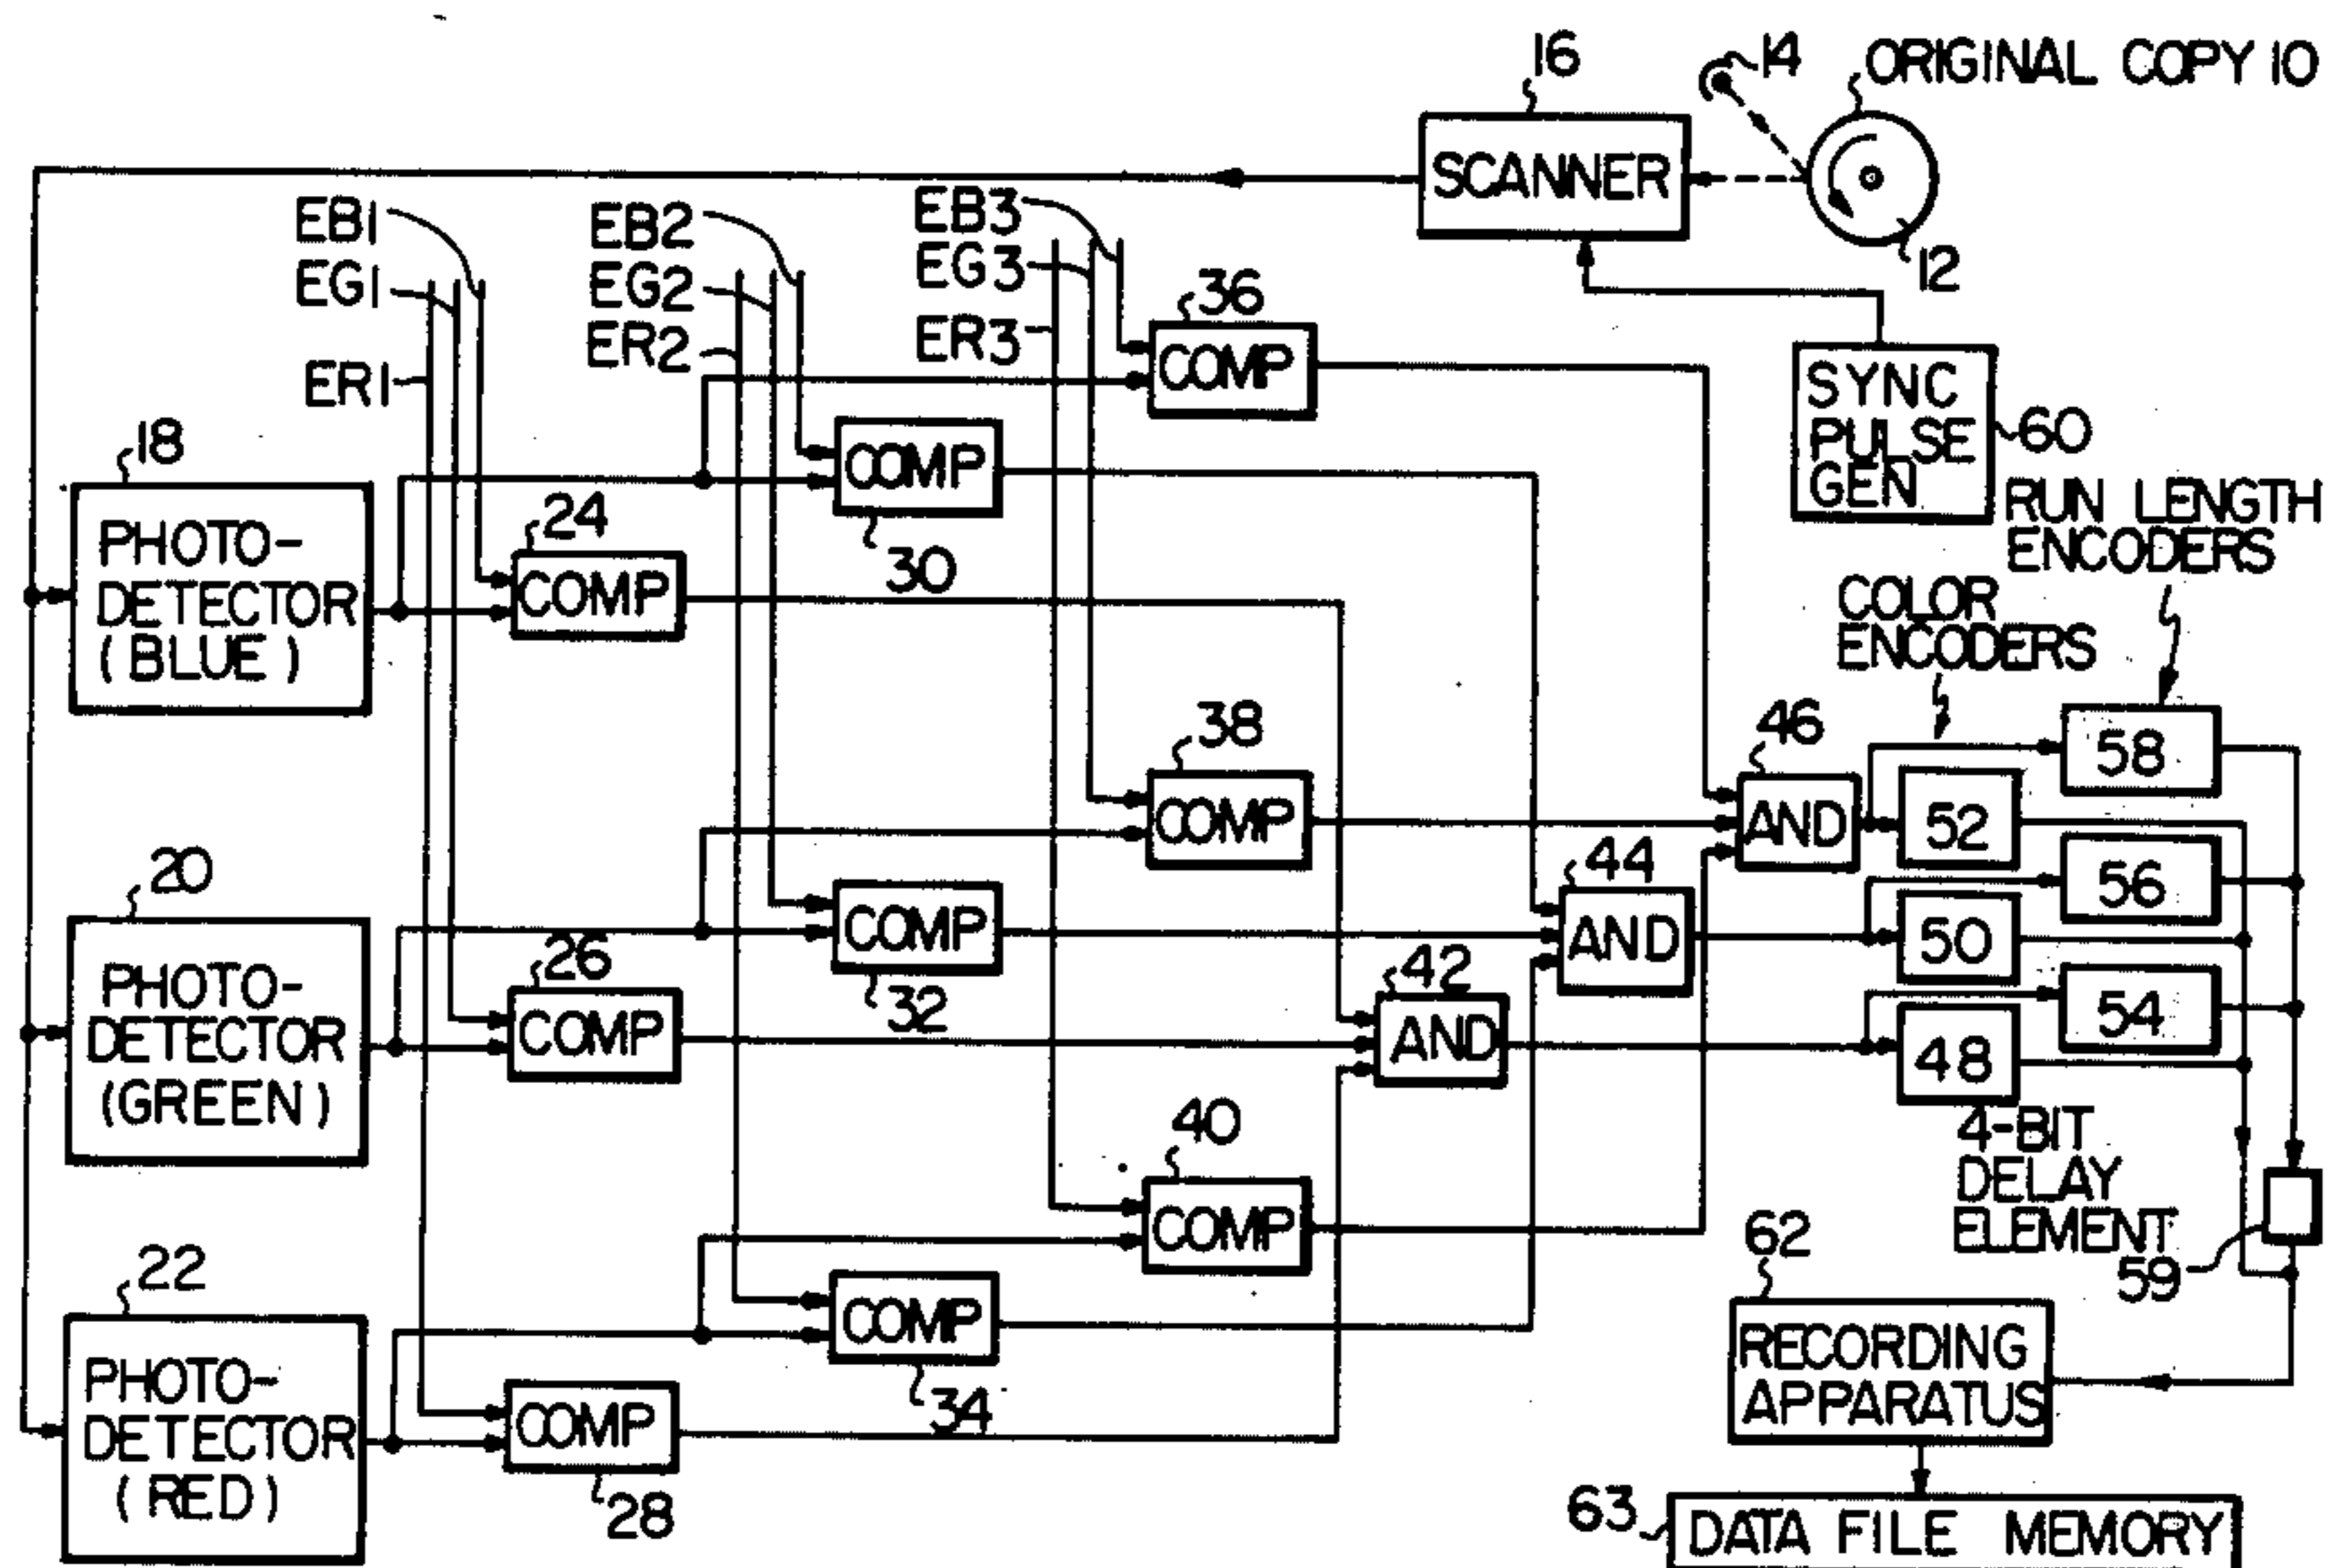 16
14
ORIGINAL COPY 10
SCANNER
12
EB1
EG1
ER1
EB2
EG2
ER2
EB3
EG3
ER3
36
COMP
SYNC
PULSE
GEN
60
18
PHOTO-
DETECTOR
(BLUE)
24
COMP
COMP
30
RUN LENGTH
ENCODERS
COLOR
ENCODERS
38
COMP
46
AND
58
52
56
20
PHOTO-
DETECTOR
(GREEN)
26
COMP
COMP
32
44
AND
50
42
AND
54
48
4-BIT
DELAY
ELEMENT
59
40
COMP
22
PHOTO-
DETECTOR
(RED)
COMP
34
COMP
28
62
RECORDING
APPARATUS
63
DATA FILE MEMORY